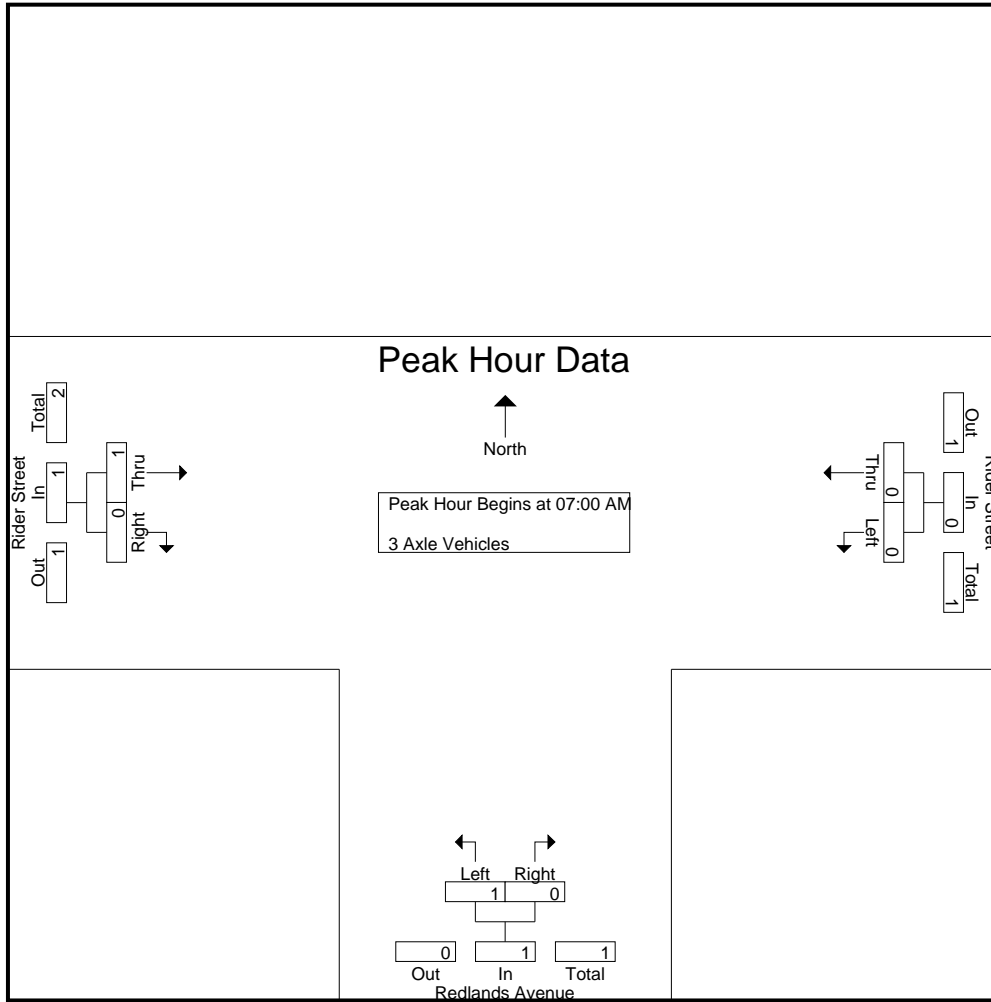 Peak Hour Data
North
Peak Hour Begins at 07:00 AM
3 Axle Vehicles
Rider Street
Total
2
In
1
Out
1
Thru
1
Right
0
Rider Street
Out
1
In
0
Total
1
Thru
0
Left
0
Left Right
1 0
0 1 1
Out In Total
Redlands Avenue